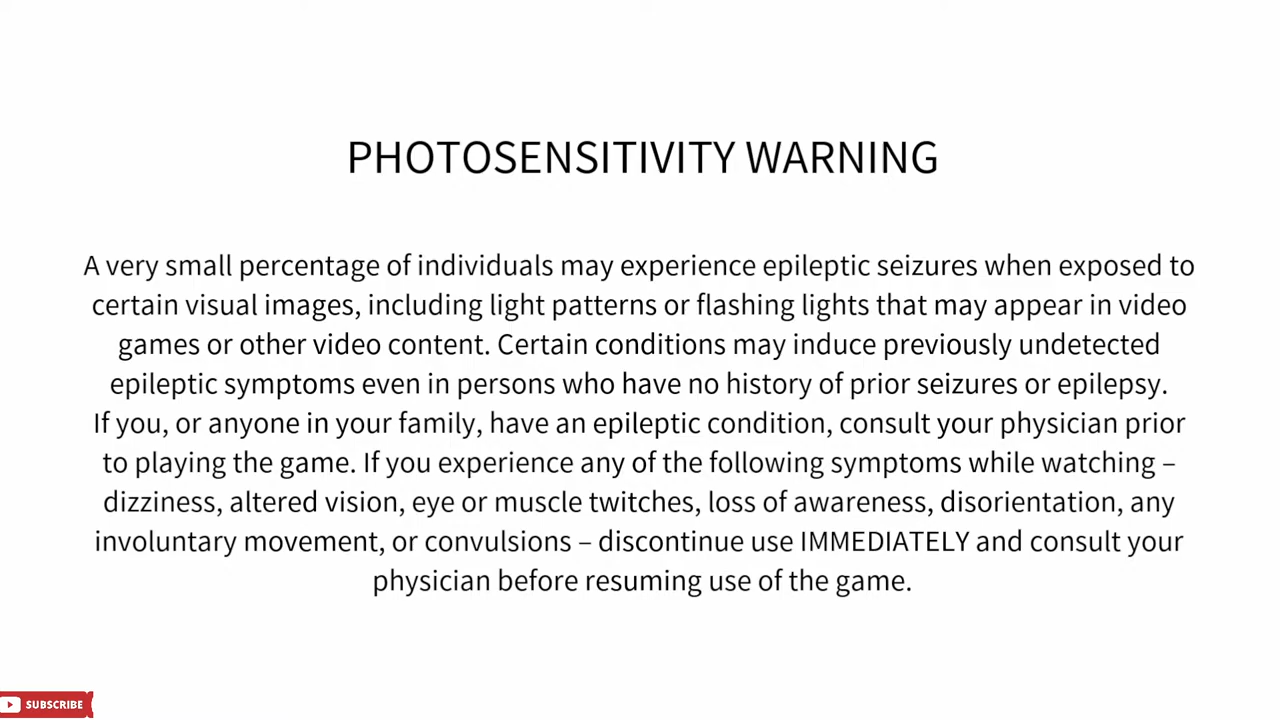 PHOTOSENSITIVITY WARNING
A very small percentage of individuals may experience epileptic seizures when exposed to
certain visual images, including light patterns or flashing lights that may appear in video
games or other video content. Certain conditions may induce previously undetected
epileptic symptoms even in persons who have no history of prior seizures or epilepsy.
If you, or anyone in your family, have an epileptic condition, consult your physician prior
to playing the game. If you experience any of the following symptoms while watching –
dizziness, altered vision, eye or muscle twitches, loss of awareness, disorientation, any
involuntary movement, or convulsions – discontinue use IMMEDIATELY and consult your
physician before resuming use of the game.
SUBSCRIBE